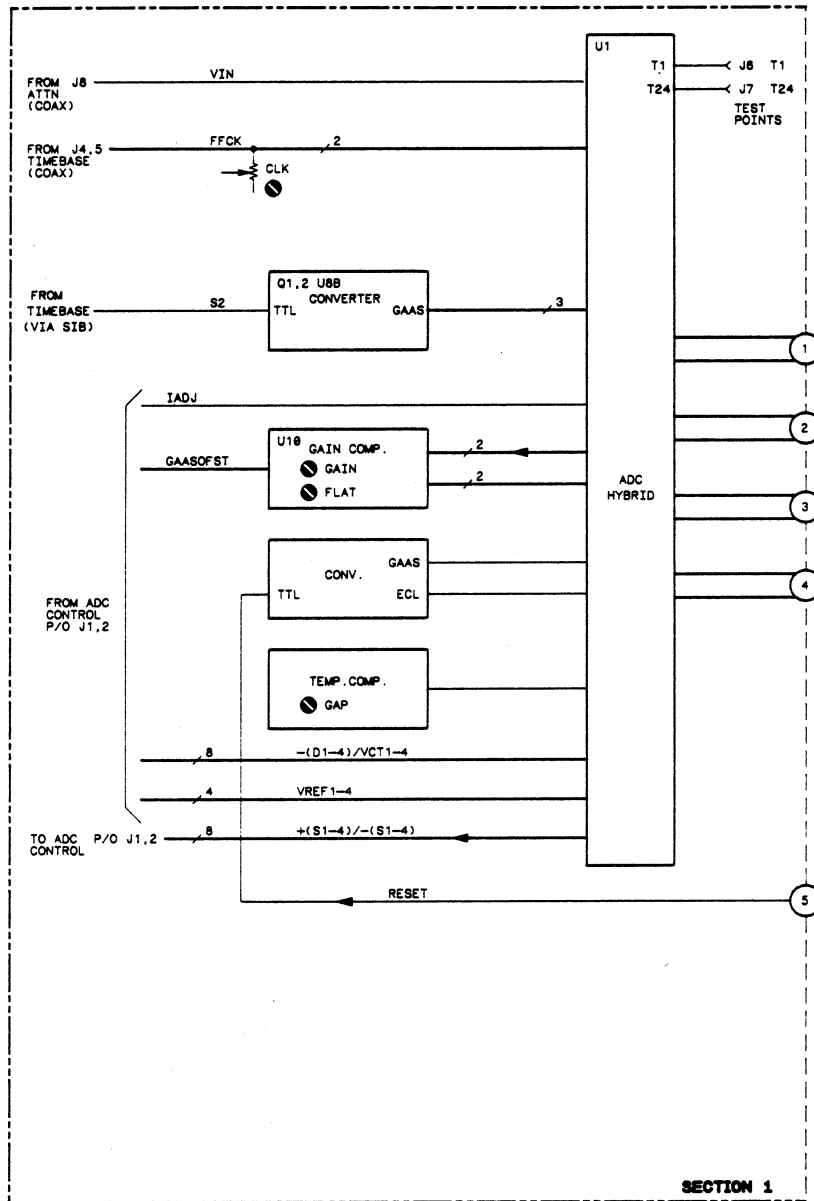 U1
T1
J6 T1
T24
J7 T24
TEST
POINTS
FROM J8
ATTN
(COAX)
VIN
FROM J4,5
TIMEBASE
(COAX)
FFCK
2
CLK
FROM
TIMEBASE
(VIA SIB)
S2
Q1,2 U8B
CONVERTER
TTL
GAAS
3
1
IADJ
2
U10
GAIN COMP.
GAIN
FLAT
GAASOFST
2
2
ADC
HYBRID
3
CONV.
GAAS
TTL
ECL
4
FROM ADC
CONTROL
P/O J1,2
TEMP.COMP.
GAP
8
-(D1-4)/VCT1-4
4
VREF1-4
TO ADC P/O J1,2
CONTROL
8
+(S1-4)/-(S1-4)
RESET
5
SECTION 1